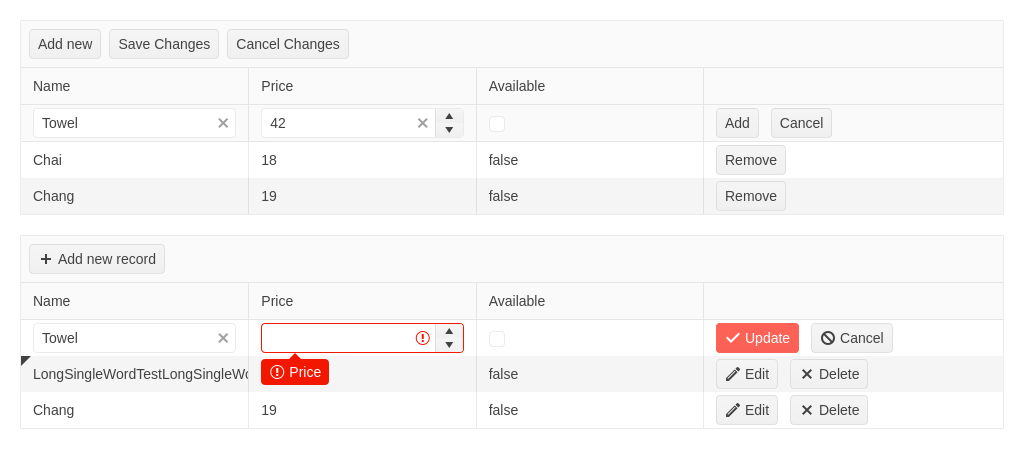 Add new Save Changes Cancel Changes
Name Price Available
Towel 42 Add Cancel
Chai 18 false Remove
Chang 19 false Remove
Add new record
Name Price Available
Towel Update Cancel
LongSingleWordTestLongSingleWo Price false Edit Delete
Chang 19 false Edit Delete